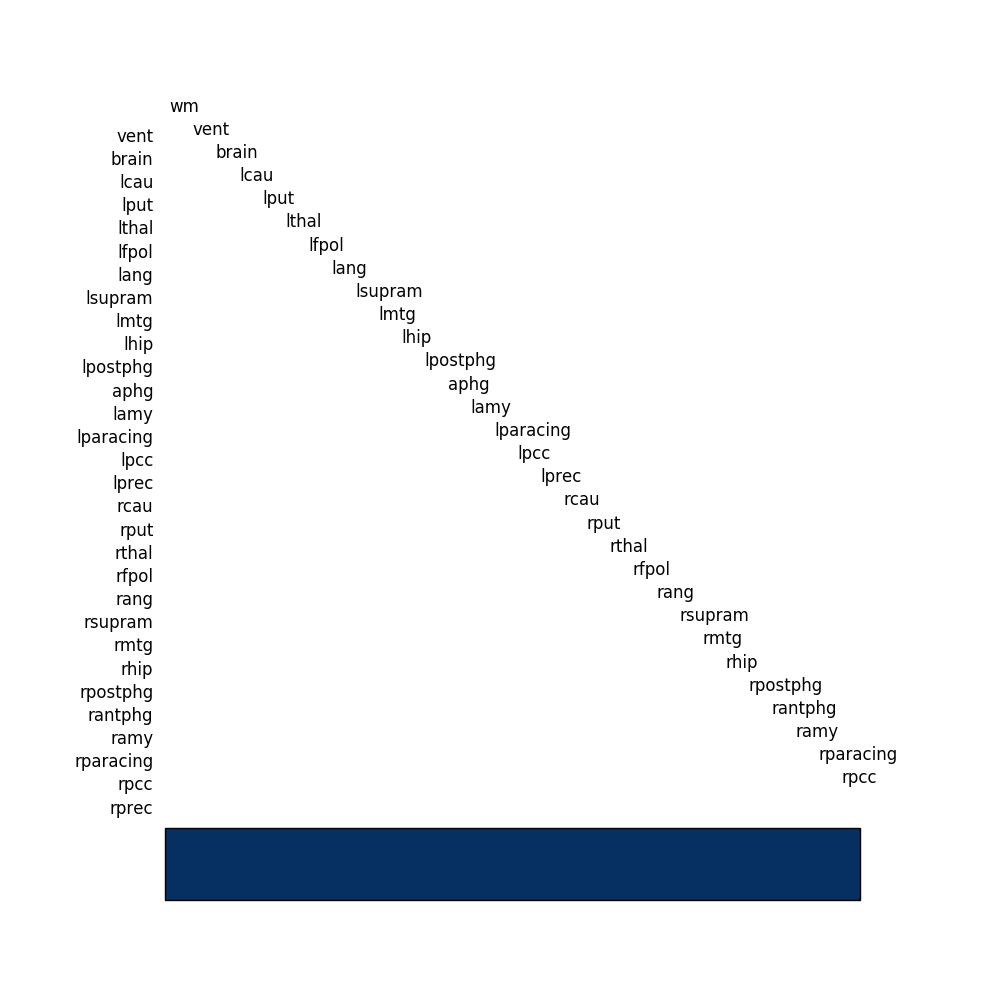 wm
vent vent
brain brain
lcau lcau
lput lput
lthal lthal
lfpol lfpol
lang lang
lsupram lsupram
lmtg lmtg
lhip lhip
lpostphg lpostphg
aphg aphg
lamy lamy
lparacing lparacing
lpcc lpcc
lprec lprec
rcau rcau
rput rput
rthal rthal
rfpol rfpol
rang rang
rsupram rsupram
rmtg rmtg
rhip rhip
rpostphg rpostphg
rantphg rantphg
ramy ramy
rparacing rparacing
rpcc rpcc
rprec